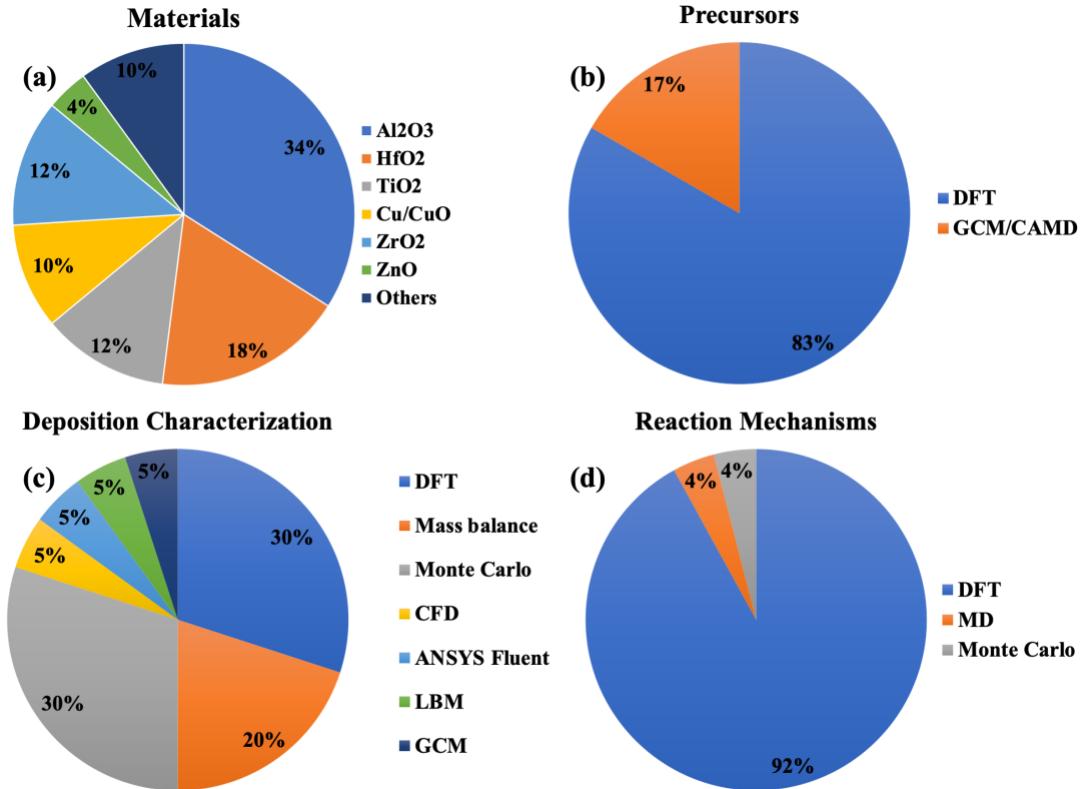 Materials
(a)
10%
4%
12%
10%
12%
18%
34%
Al2O3
HfO2
TiO2
Cu/CuO
ZrO2
ZnO
Others
Precursors
(b)
17%
83%
DFT
GCM/CAMD
Deposition Characterization
(c)
5%
5%
5%
5%
30%
30%
20%
DFT
Mass balance
Monte Carlo
CFD
ANSYS Fluent
LBM
GCM
Reaction Mechanisms
(d)
4%
4%
92%
DFT
MD
Monte Carlo